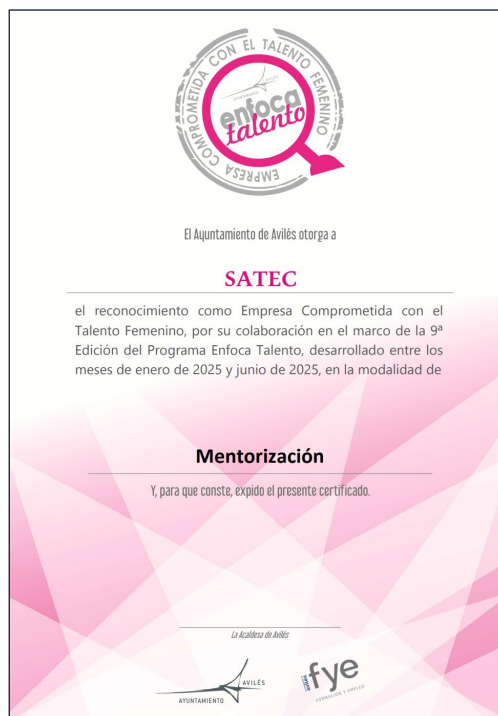 EMPRESA COMPROMETIDA CON EL TALENTO FEMENINO
AYUNTAMIENTO AVILÉS
enfoca
talento
El Ayuntamiento de Avilés otorga a
SATEC
el reconocimiento como Empresa Comprometida con el
Talento Femenino, por su colaboración en el marco de la 9ª
Edición del Programa Enfoca Talento, desarrollado entre los
meses de enero de 2025 y junio de 2025, en la modalidad de
Mentorización
Y, para que conste, expido el presente certificado.
La Acaldesa de Avilés
AVILÉS
AYUNTAMIENTO
fye
FORMACIÓN Y EMPLEO